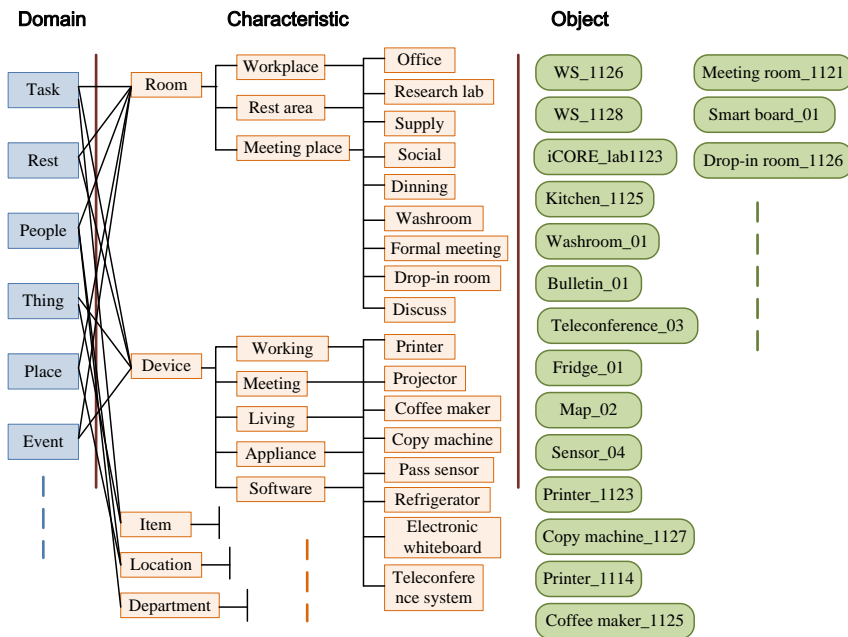 Domain
Characteristic
Object
Task
Rest
People
Thing
Place
Event
Room
Device
Item
Location
Department
Workplace
Rest area
Meeting place
Working
Meeting
Living
Appliance
Software
Office
Research lab
Supply
Social
Dinning
Washroom
Formal meeting
Drop-in room
Discuss
Printer
Projector
Coffee maker
Copy machine
Pass sensor
Refrigerator
Electronic
whiteboard
Teleconfere
nce system
WS_1126
WS_1128
iCORE_lab1123
Kitchen_1125
Washroom_01
Bulletin_01
Teleconference_03
Fridge_01
Map_02
Sensor_04
Printer_1123
Copy machine_1127
Printer_1114
Coffee maker_1125
Meeting room_1121
Smart board_01
Drop-in room_1126